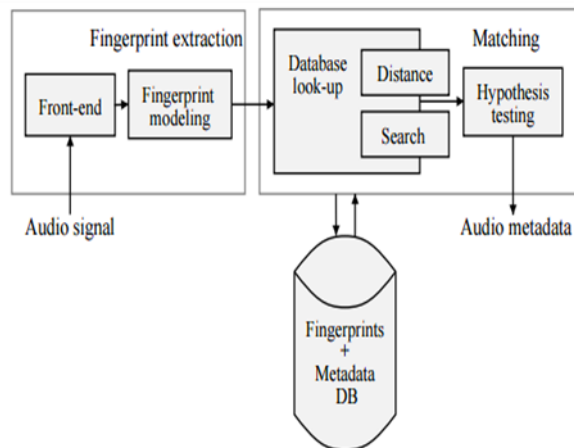 Fingerprint extraction
Front-end
Fingerprint
modeling
Audio signal
Matching
Database
look-up
Distance
Search
Hypothesis
testing
Audio metadata
Fingerprints
+
Metadata
DB